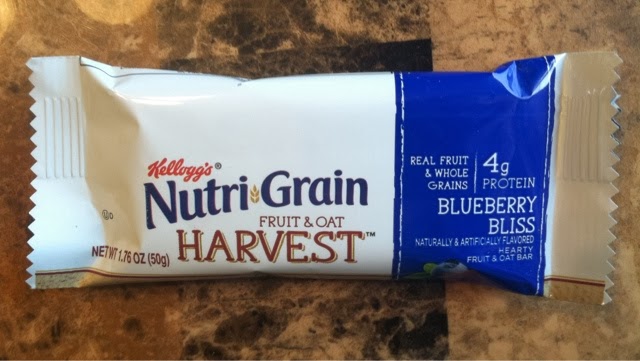 Kellogg's®
Nutri Grain
FRUIT & OAT
HARVEST™
NET WT 1.76 OZ (50g)
UD
REAL FRUIT
& WHOLE
GRAINS
4g
PROTEIN
BLUEBERRY
BLISS
NATURALLY & ARTIFICIALLY FLAVORED
HEARTY
FRUIT & OAT BAR